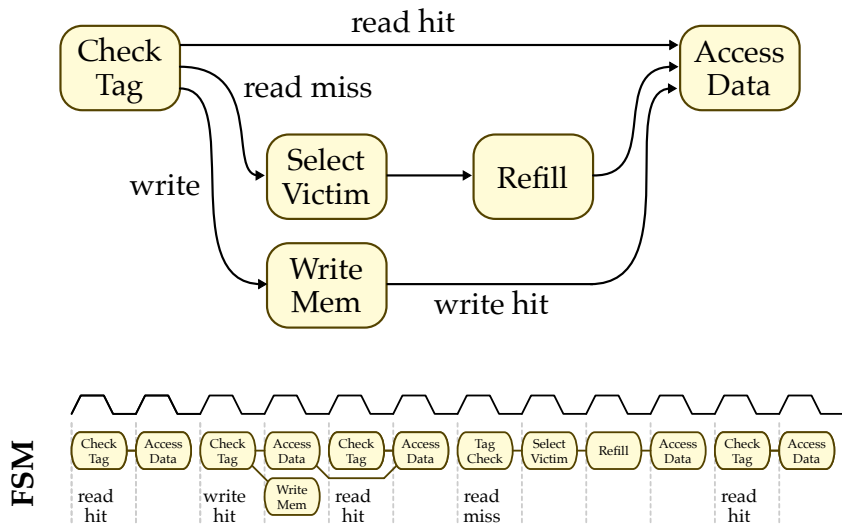 read hit
Check
Tag
Access
Data
read miss
Select
Victim
Refill
write
Write
Mem
write hit
FSM
Check
Tag
Access
Data
Check
Tag
Access
Data
Check
Tag
Access
Data
Tag
Check
Select
Victim
Refill
Access
Data
Check
Tag
Access
Data
Write
Mem
read
hit
write
hit
read
hit
read
miss
read
hit